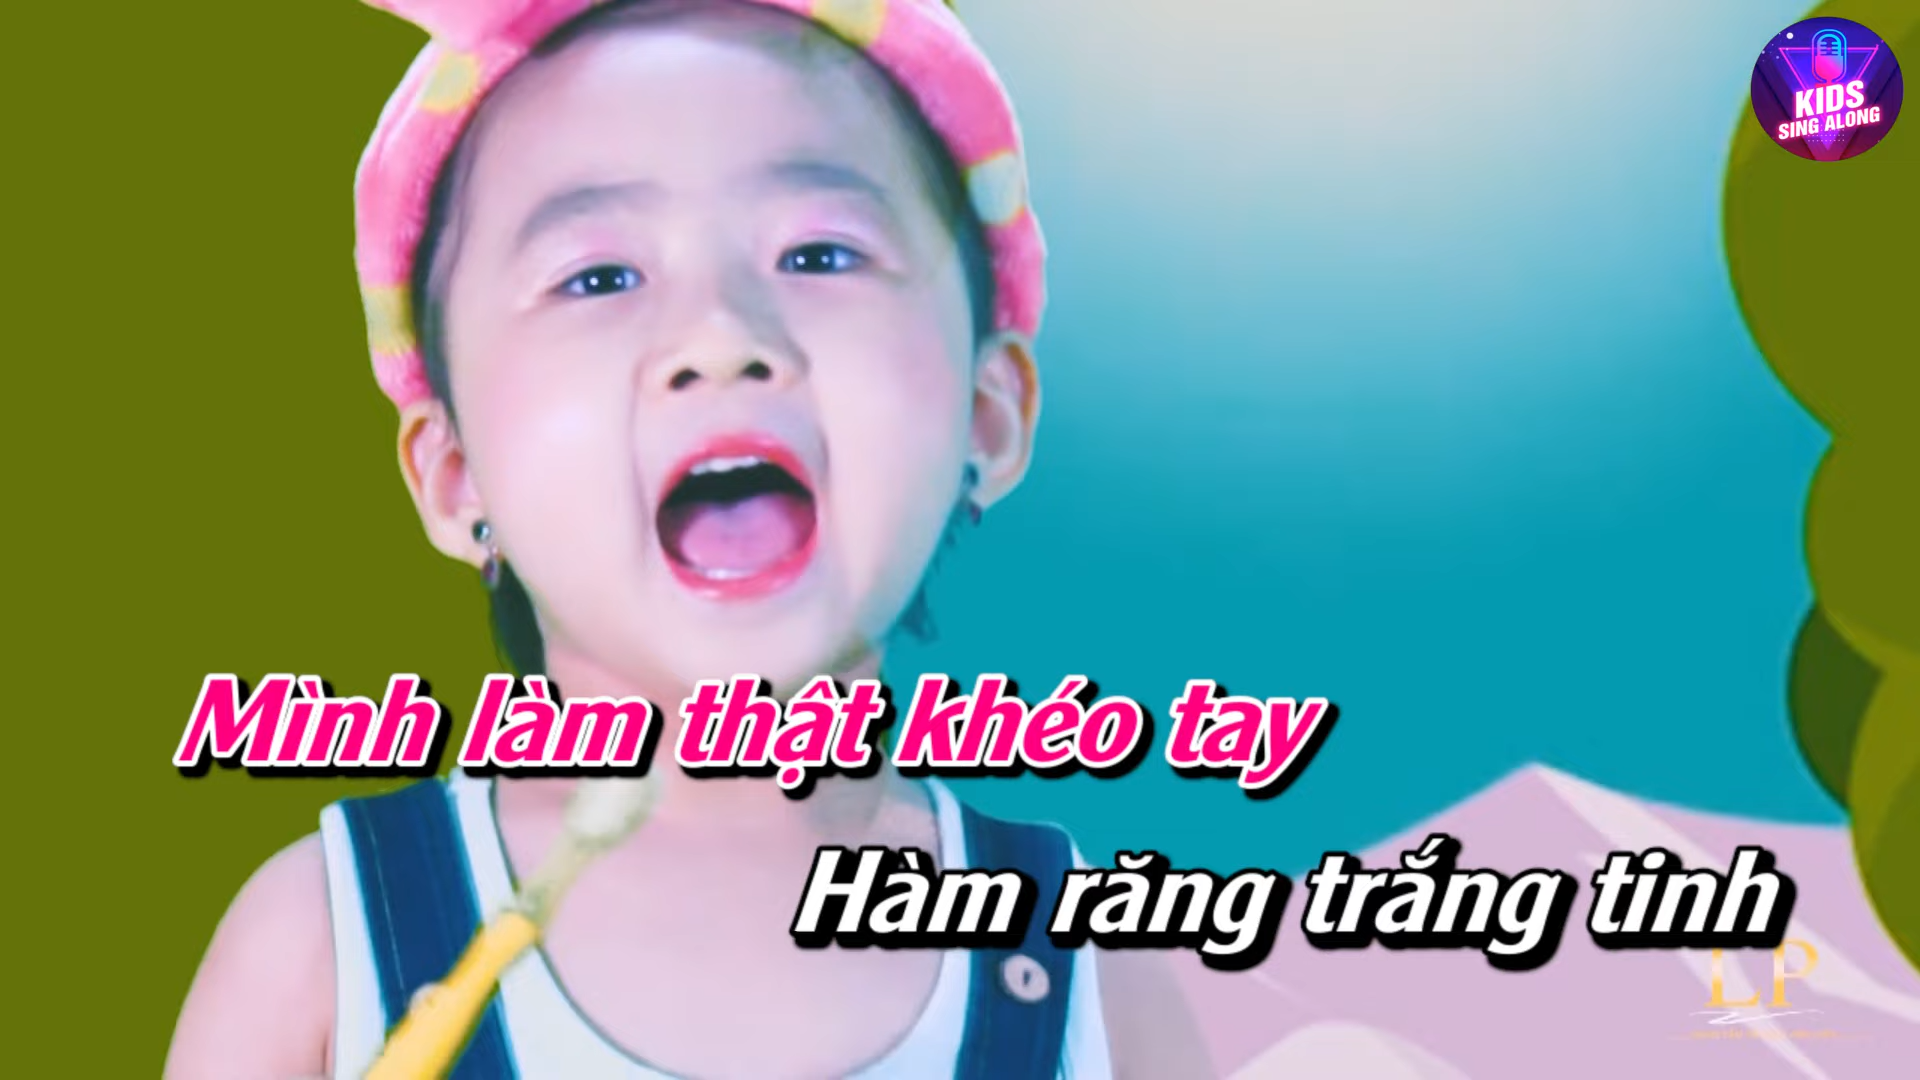 KIDS
SING ALONG
Mình làm thật khéo tay
Hàm răng trắng tinh
LP